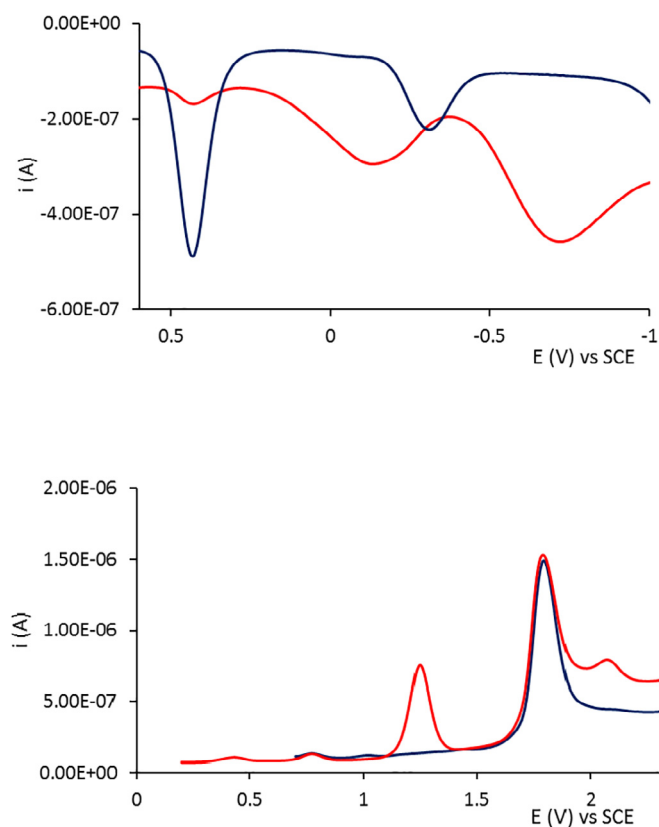 0.00E+00
-2.00E-07
i (A)
-4.00E-07
-6.00E-07
0.5 0 -0.5 -1
E (V) vs SCE
2.00E-06
1.50E-06
i (A)
1.00E-06
5.00E-07
0.00E+00
0 0.5 1 1.5 2
E (V) vs SCE